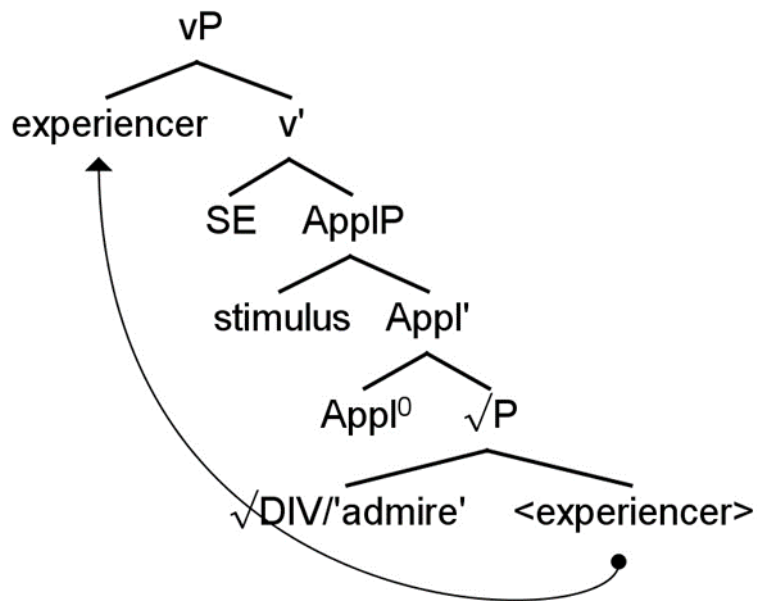 vP
experiencer v'
SE ApplP
stimulus Appl'
Appl⁰ √P
√DIV/'admire' <experiencer>